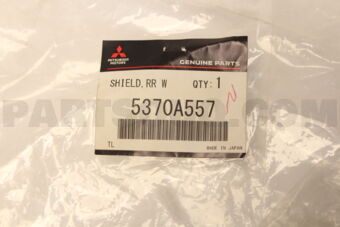 MITSUBISHI
MOTORS
GENUINE PARTS
SHIELD, RR W QTY: 1
5370A557
TL
MADE IN JAPAN